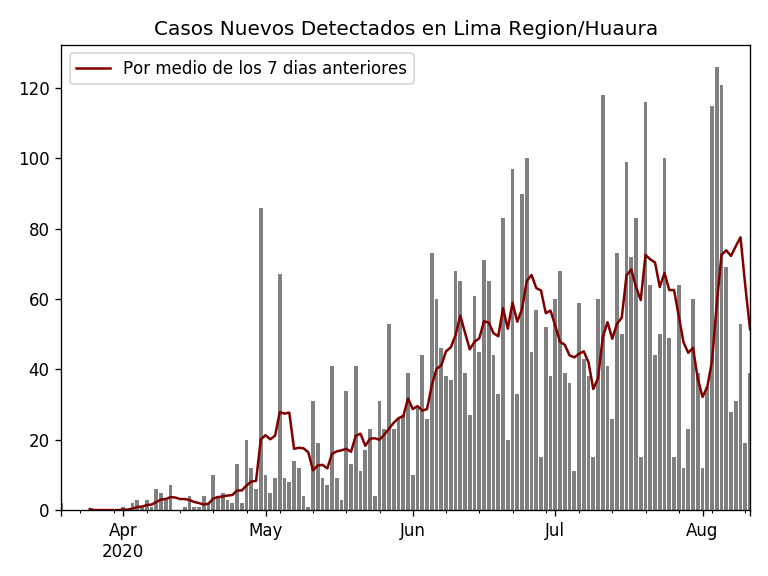 Casos Nuevos Detectados en Lima Region/Huaura
Por medio de los 7 dias anteriores
120
100
80
60
40
20
0
Apr
2020
May
Jun
Jul
Aug